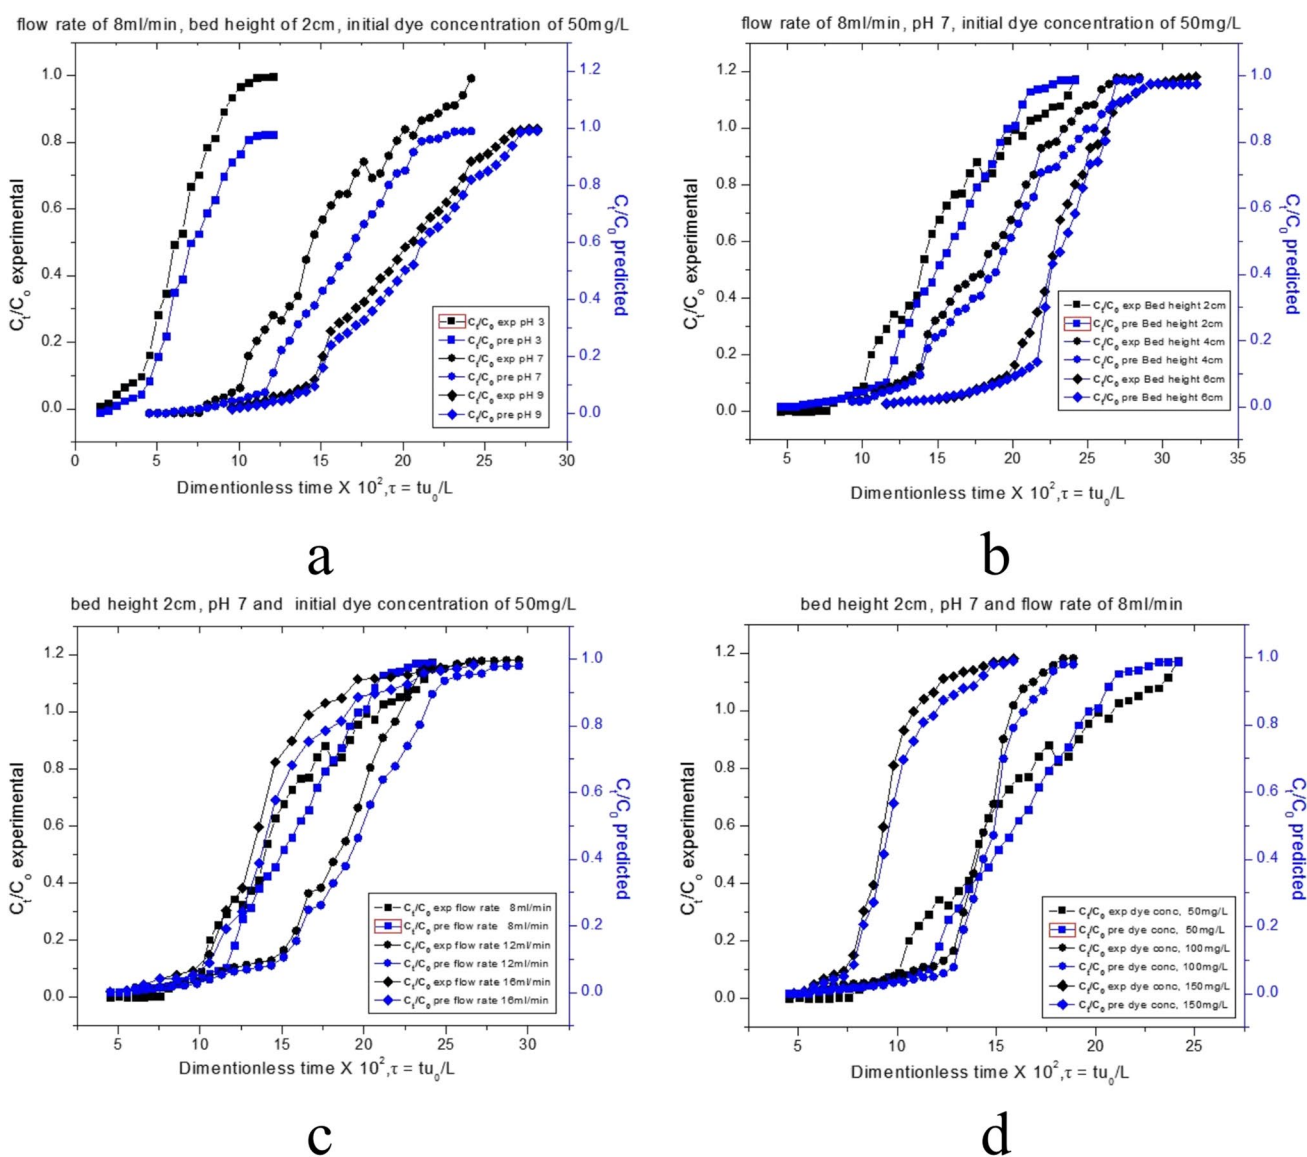 flow rate of 8ml/min, bed height of 2cm, initial dye concentration of 50mg/L
1.0
0.8
0.6
0.4
0.2
0.0
Cₜ/Cₒ experimental
1.2
1.0
0.8
0.6
0.4
0.2
0.0
Cₜ/C₀ predicted
Cₜ/Cₒ exp pH 3
Cₜ/Cₒ pre pH 3
Cₜ/Cₒ exp pH 7
Cₜ/Cₒ pre pH 7
Cₜ/Cₒ exp pH 9
Cₜ/Cₒ pre pH 9
0 5 10 15 20 25 30
Dimentionless time X 10²,τ = tu₀/L
a
flow rate of 8ml/min, pH 7, initial dye concentration of 50mg/L
1.2
1.0
0.8
0.6
0.4
0.2
0.0
Cₜ/Cₒ experimental
1.0
0.8
0.6
0.4
0.2
0.0
Cₜ/C₀ predicted
Cₜ/Cₒ exp Bed height 2cm
Cₜ/Cₒ pre Bed height 2cm
Cₜ/Cₒ exp Bed height 4cm
Cₜ/Cₒ pre Bed height 4cm
Cₜ/Cₒ exp Bed height 6cm
Cₜ/Cₒ pre Bed height 6cm
5 10 15 20 25 30 35
Dimentionless time X 10²,τ = tu₀/L
b
bed height 2cm, pH 7 and initial dye concentration of 50mg/L
1.2
1.0
0.8
0.6
0.4
0.2
0.0
Cₜ/Cₒ experimental
1.0
0.8
0.6
0.4
0.2
0.0
Cₜ/C₀ predicted
Cₜ/Cₒ exp flow rate 8ml/min
Cₜ/Cₒ pre flow rate 8ml/min
Cₜ/Cₒ exp flow rate 12ml/min
Cₜ/Cₒ pre flow rate 12ml/min
Cₜ/Cₒ exp flow rate 16ml/min
Cₜ/Cₒ pre flow rate 16ml/min
5 10 15 20 25 30
Dimentionless time X 10²,τ = tu₀/L
c
bed height 2cm, pH 7 and flow rate of 8ml/min
1.2
1.0
0.8
0.6
0.4
0.2
0.0
Cₜ/Cₒ experimental
1.0
0.8
0.6
0.4
0.2
0.0
Cₜ/C₀ predicted
Cₜ/Cₒ exp dye conc, 50mg/L
Cₜ/Cₒ pre dye conc, 50mg/L
Cₜ/Cₒ exp dye conc, 100mg/L
Cₜ/Cₒ pre dye conc, 100mg/L
Cₜ/Cₒ exp dye conc, 150mg/L
Cₜ/Cₒ pre dye conc, 150mg/L
5 10 15 20 25
Dimentionless time X 10²,τ = tu₀/L
d